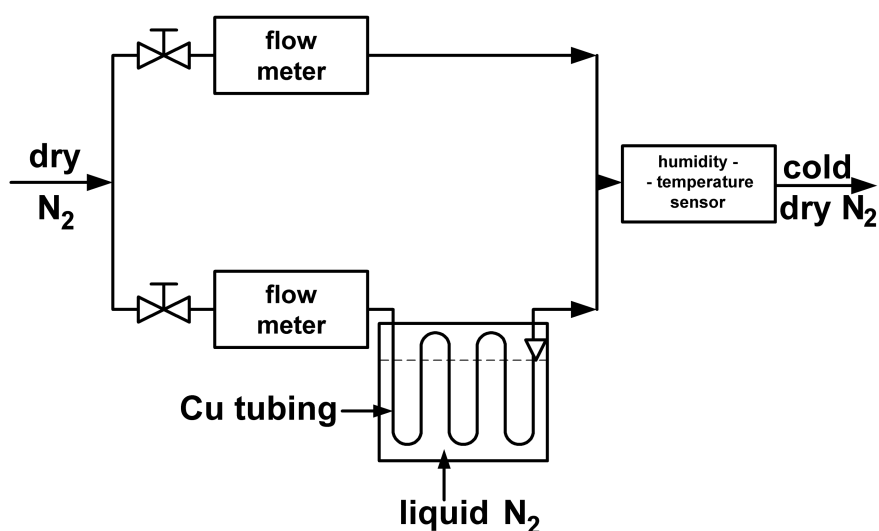 flow
meter
dry
N₂
humidity -
- temperature
sensor
cold
dry N₂
flow
meter
Cu tubing
liquid N₂